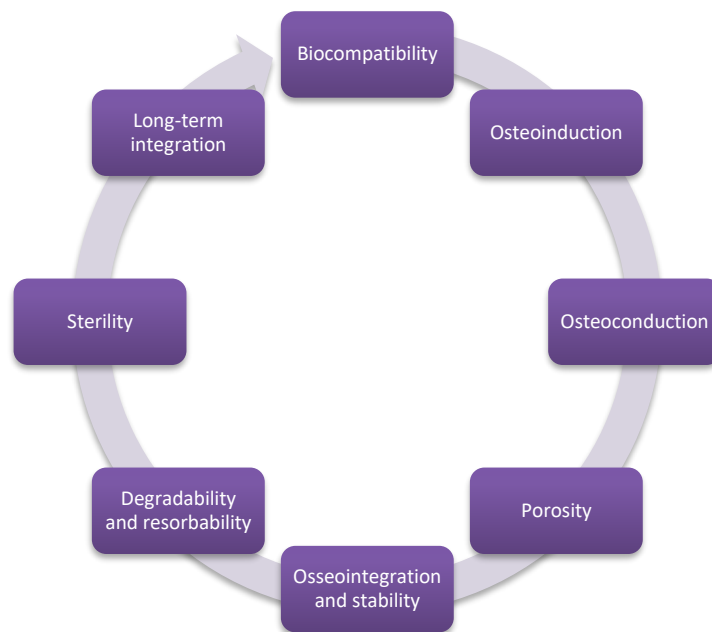 Biocompatibility
Osteoinduction
Osteoconduction
Porosity
Osseointegration
and stability
Degradability
and resorbability
Sterility
Long-term
integration